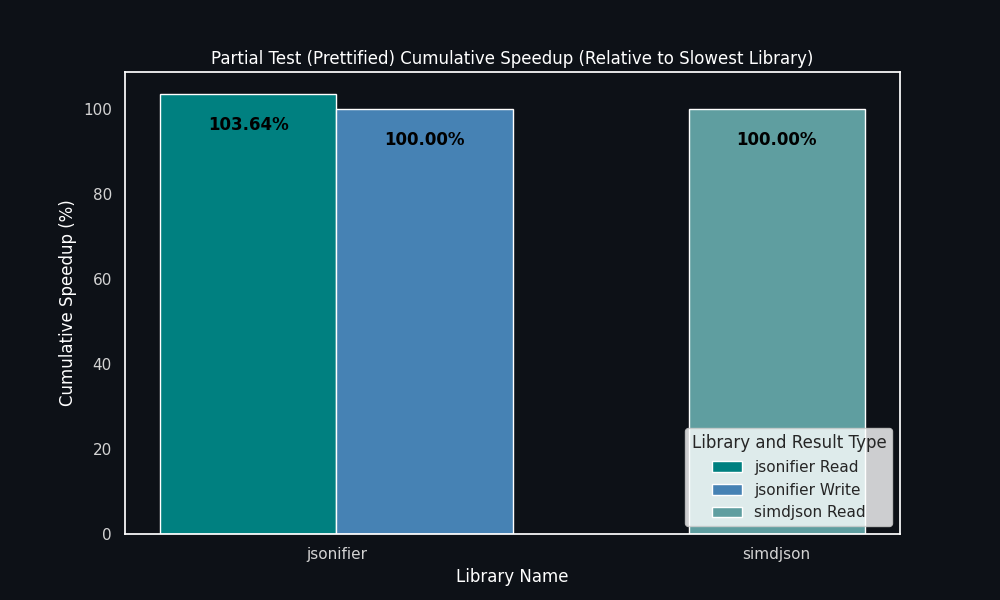 Partial Test (Prettified) Cumulative Speedup (Relative to Slowest Library)
Cumulative Speedup (%)
100
80
60
40
20
0
103.64%
100.00%
100.00%
Library and Result Type
jsonifier Read
jsonifier Write
simdjson Read
jsonifier
simdjson
Library Name